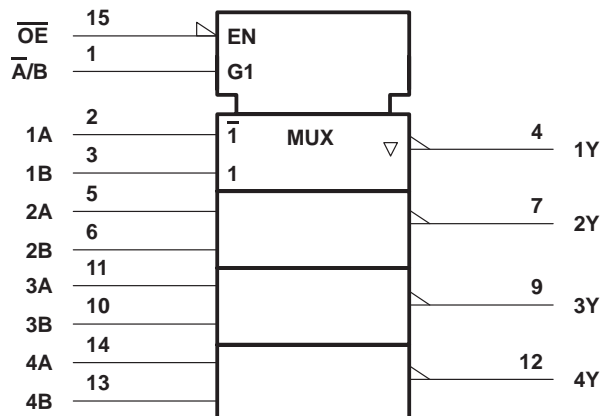 O̅E̅ 15 EN
A̅/B 1 G1
MUX
1A 2 1̅ 4 1Y
1B 3 1
2A 5 7 2Y
2B 6
3A 11 9 3Y
3B 10
4A 14 12 4Y
4B 13